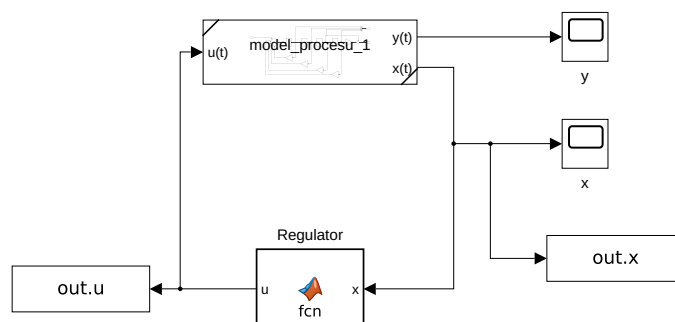 model_procesu_1
u(t)
y(t)
x(t)
y
x
Regulator
out.x
out.u
u
x
fcn